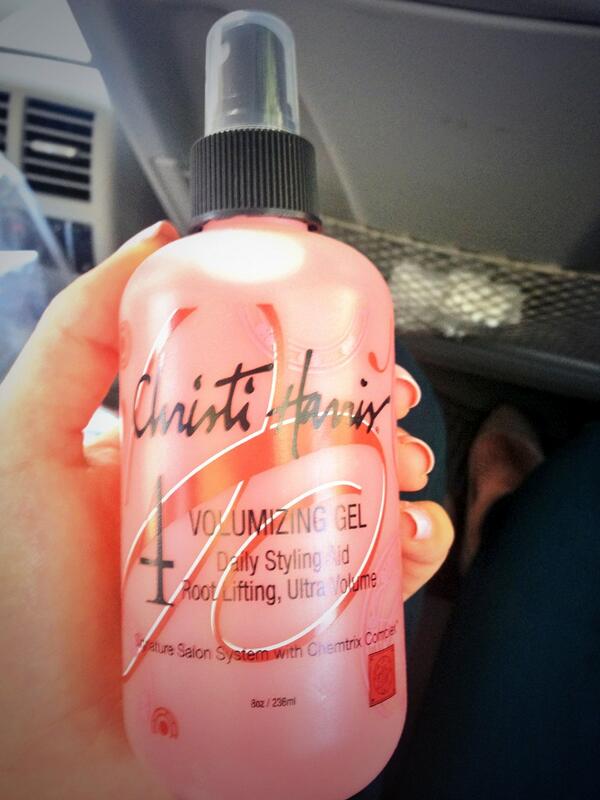 Christi Harris
4
VOLUMIZING GEL
Daily Styling Aid
Root Lifting, Ultra Volume
Signature Salon System with Chemtrix Complex
8oz / 236ml